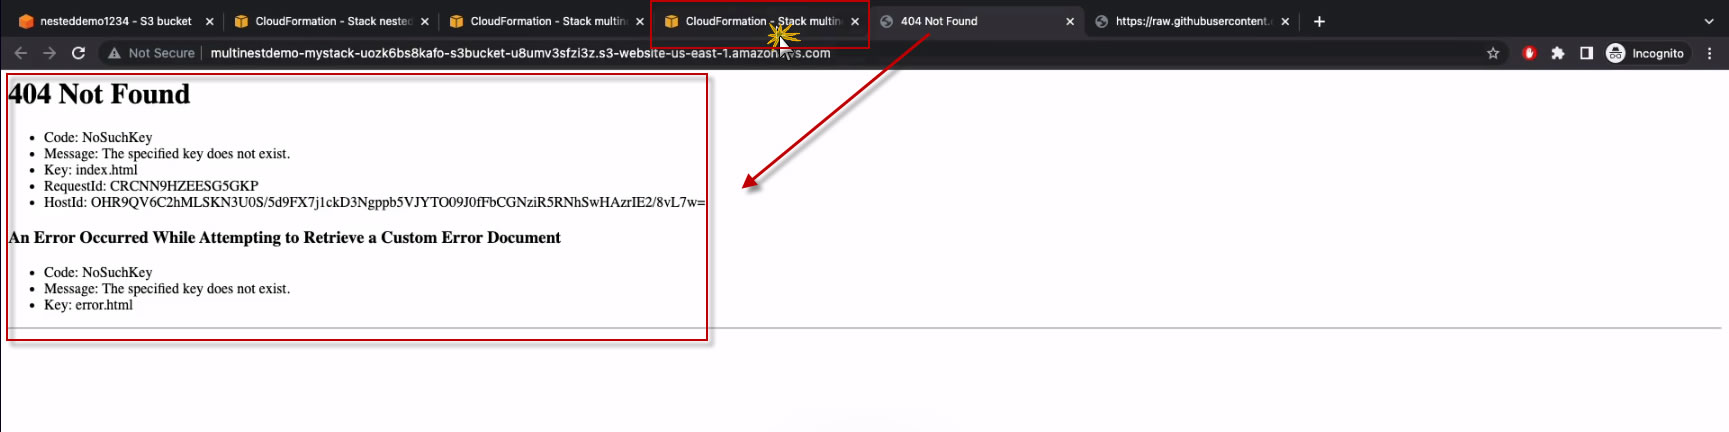 nesteddemo1234 - S3 bucket
CloudFormation - Stack nested
CloudFormation - Stack multin
CloudFormation - Stack multin
404 Not Found
https://raw.githubusercontent.c
Not Secure
multinestdemo-mystack-uozk6bs8kafo-s3bucket-u8umv3sfzi3z.s3-website-us-east-1.amazonaws.com
Incognito
404 Not Found
• Code: NoSuchKey
• Message: The specified key does not exist.
• Key: index.html
• RequestId: CRCNN9HZEESG5GKP
• HostId: OHR9QV6C2hMLSKN3U0S/5d9FX7j1ckD3Ngppb5VJYTO09J0fFbCGNziR5RNhSwHAzrIE2/8vL7w=
An Error Occurred While Attempting to Retrieve a Custom Error Document
• Code: NoSuchKey
• Message: The specified key does not exist.
• Key: error.html